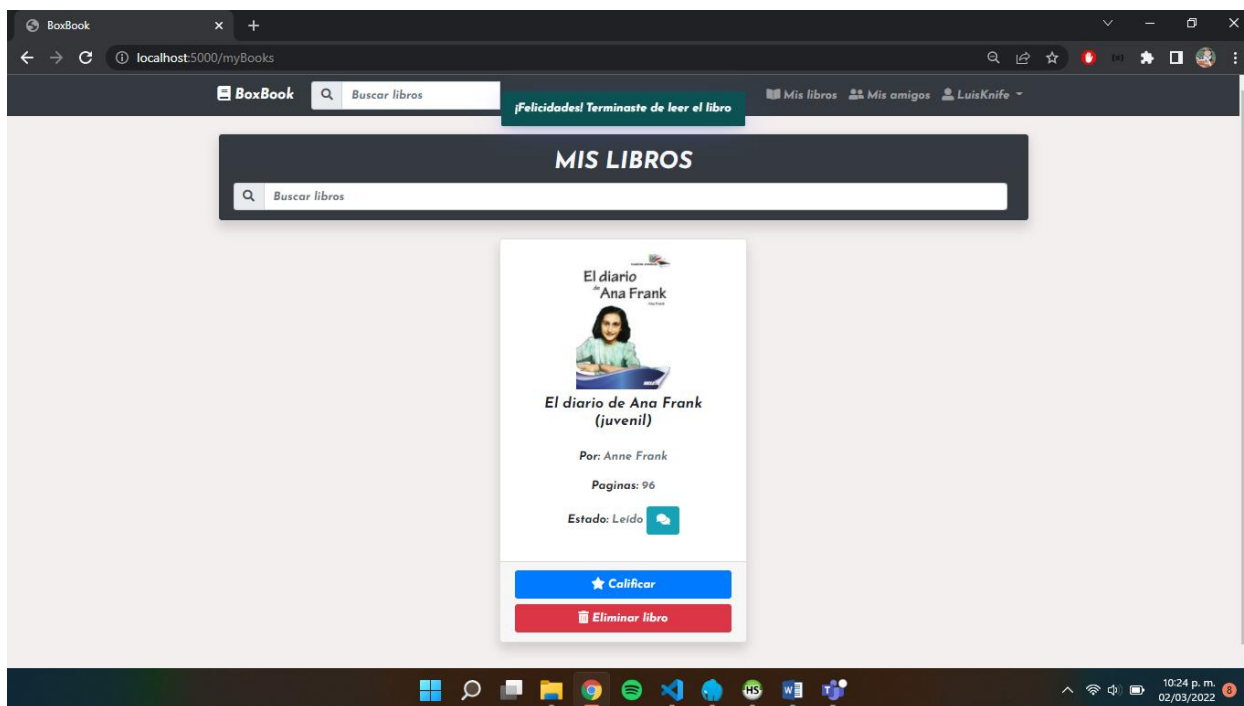 BoxBook
localhost:5000/myBooks
BoxBook
Buscar libros
¡Felicidades! Terminaste de leer el libro
Mis libros
Mis amigos
LuisKnife
MIS LIBROS
Buscar libros
El diario
de Ana Frank
El diario de Ana Frank
(juvenil)
Por: Anne Frank
Paginas: 96
Estado: Leído
Calificar
Eliminar libro
HS
10:24 p. m.
02/03/2022
8